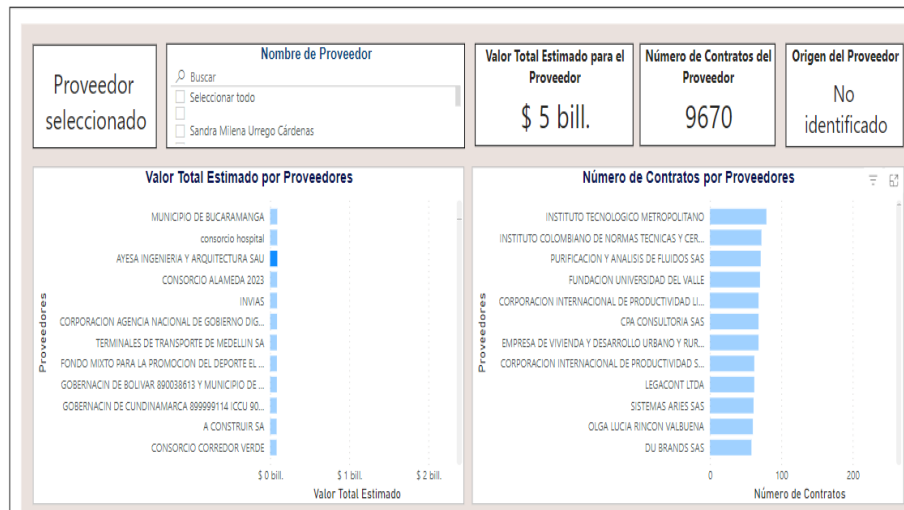 Proveedor
seleccionado
Nombre de Proveedor
Buscar
Seleccionar todo
Sandra Milena Urrego Cárdenas
Valor Total Estimado para el
Proveedor
$ 5 bill.
Número de Contratos del
Proveedor
9670
Origen del Proveedor
No
identificado
Valor Total Estimado por Proveedores
Proveedores
MUNICIPIO DE BUCARAMANGA
consorcio hospital
AYESA INGENIERIA Y ARQUITECTURA SAU
CONSORCIO ALAMEDA 2023
INVIAS
CORPORACION AGENCIA NACIONAL DE GOBIERNO DIG...
TERMINALES DE TRANSPORTE DE MEDELLIN SA
FONDO MIXTO PARA LA PROMOCION DEL DEPORTE EL ...
GOBERNACIN DE BOLIVAR 890038613 Y MUNICIPIO DE ...
GOBERNACIN DE CUNDINAMARCA 899999114 ICCU 90...
A CONSTRUIR SA
CONSORCIO CORREDOR VERDE
$ 0 bill. $ 1 bill. $ 2 bill.
Valor Total Estimado
Número de Contratos por Proveedores
Proveedores
INSTITUTO TECNOLOGICO METROPOLITANO
INSTITUTO COLOMBIANO DE NORMAS TECNICAS Y CER...
PURIFICACION Y ANALISIS DE FLUIDOS SAS
FUNDACION UNIVERSIDAD DEL VALLE
CORPORACION INTERNACIONAL DE PRODUCTIVIDAD LI...
CPA CONSULTORIA SAS
EMPRESA DE VIVIENDA Y DESARROLLO URBANO Y RUR...
CORPORACION INTERNACIONAL DE PRODUCTIVIDAD S...
LEGACONT LTDA
SISTEMAS ARIES SAS
OLGA LUCIA RINCON VALBUENA
DU BRANDS SAS
0 100 200
Número de Contratos